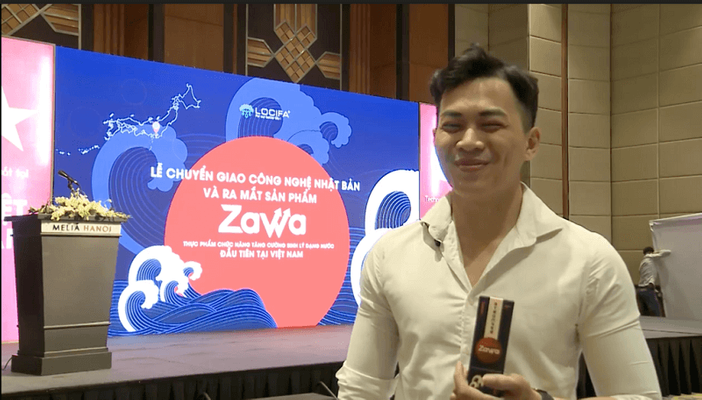 LOCIFA
LỄ CHUYỂN GIAO CÔNG NGHỆ NHẬT BẢN
VÀ RA MẮT SẢN PHẨM
ZaWa
THỰC PHẨM CHỨC NĂNG TĂNG CƯỜNG SINH LÝ DẠNG NƯỚC
ĐẦU TIÊN TẠI VIỆT NAM
MELIA HANOI
ZaWa